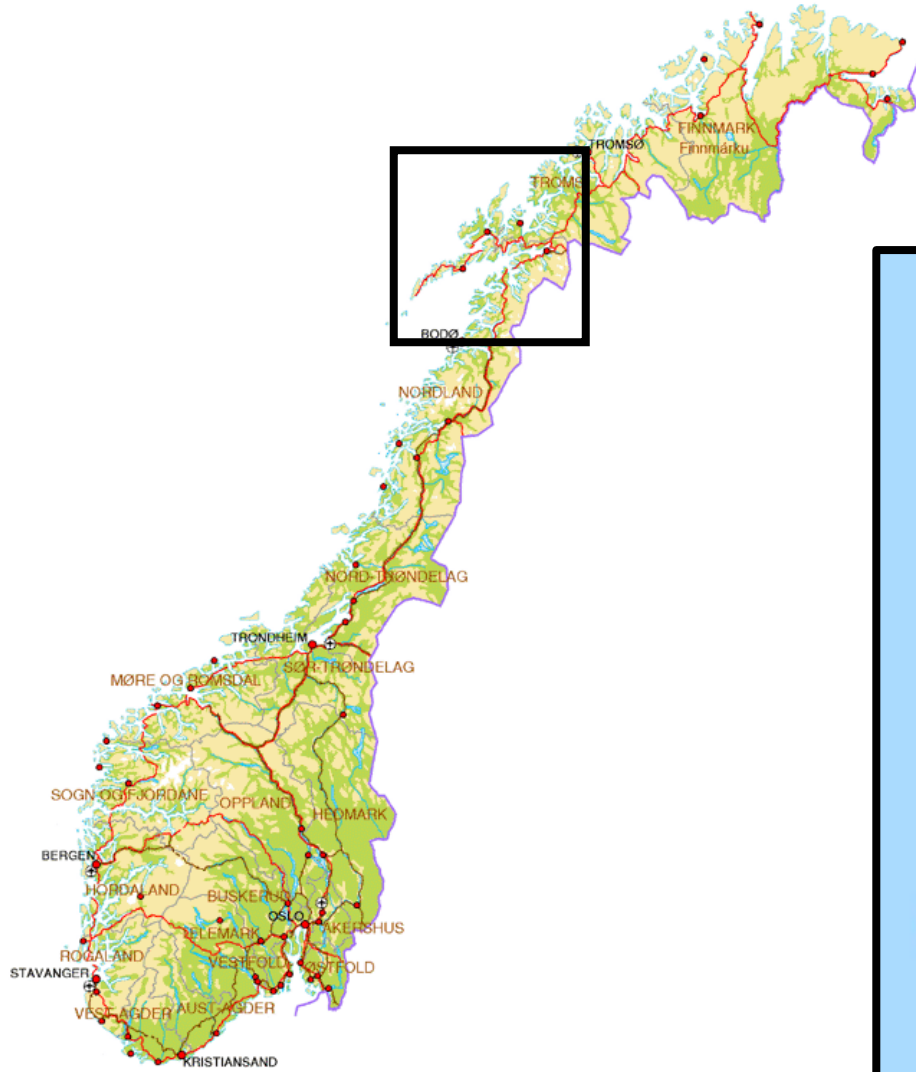 FINNMARK
Finnmárku
TROMSØ
TROMS
BODØ
NORDLAND
NORD-TRØNDELAG
TRONDHEIM
SØR-TRØNDELAG
MØRE OG ROMSDAL
SOGN OG FJORDANE
OPPLAND
HEDMARK
BERGEN
HORDALAND
BUSKERUD
OSLO
AKERSHUS
TELEMARK
ROGALAND
VESTFOLD
ØSTFOLD
STAVANGER
VEST-AGDER
AUST-AGDER
KRISTIANSAND